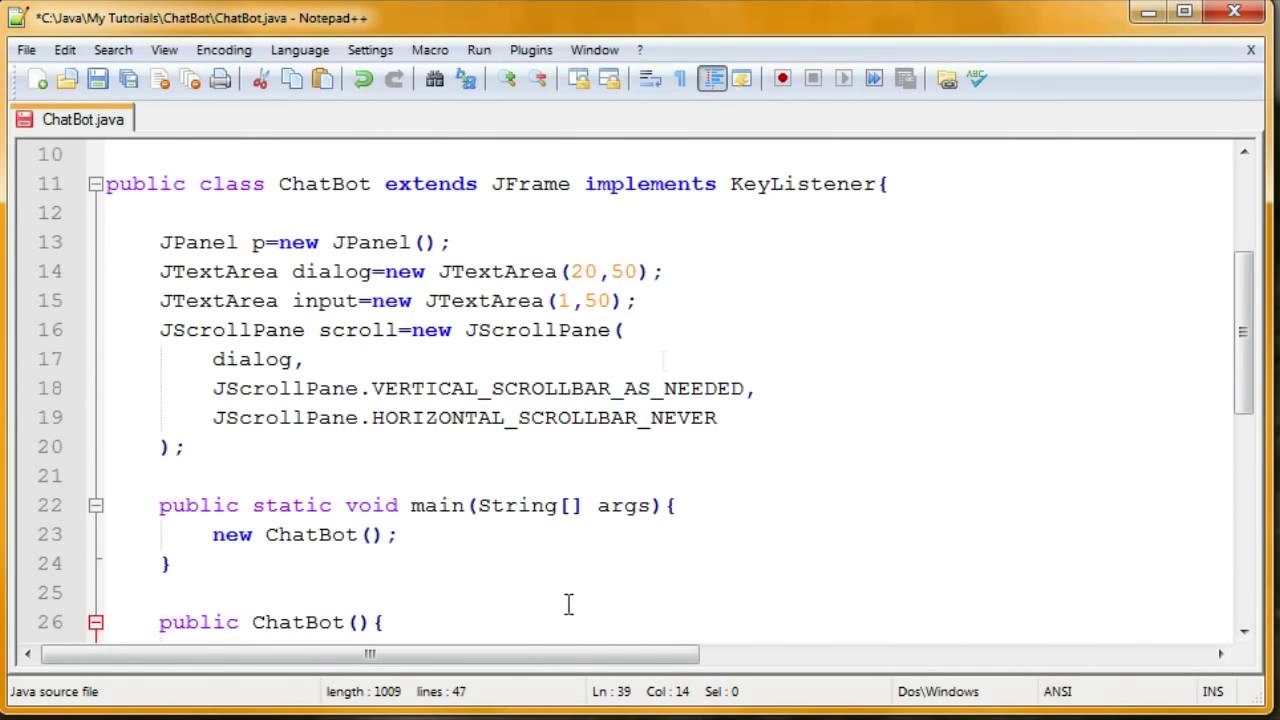 *C:\Java\My Tutorials\ChatBot\ChatBot.java - Notepad++
File Edit Search View Encoding Language Settings Macro Run Plugins Window ? X
ABC
ChatBot.java
10
11 public class ChatBot extends JFrame implements KeyListener{
12
13 JPanel p=new JPanel();
14 JTextArea dialog=new JTextArea(20,50);
15 JTextArea input=new JTextArea(1,50);
16 JScrollPane scroll=new JScrollPane(
17 dialog,
18 JScrollPane.VERTICAL_SCROLLBAR_AS_NEEDED,
19 JScrollPane.HORIZONTAL_SCROLLBAR_NEVER
20 );
21
22 public static void main(String[] args){
23 new ChatBot();
24 }
25
26 public ChatBot(){
Java source file length : 1009 lines : 47 Ln : 39 Col : 14 Sel : 0 Dos\Windows ANSI INS